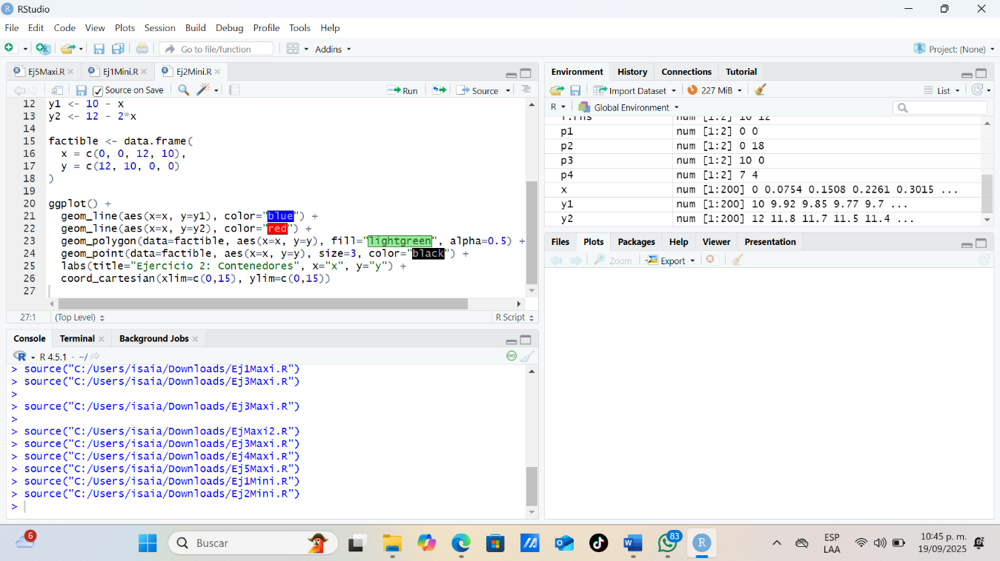 RStudio
File Edit Code View Plots Session Build Debug Profile Tools Help
Go to file/function Addins Project: (None)
Ej5Maxi.R Ej1Mini.R Ej2Mini.R
Source on Save Run Source
12 y1 <- 10 - x
13 y2 <- 12 - 2*x
14
15 factible <- data.frame(
16 x = c(0, 0, 12, 10),
17 y = c(12, 10, 0, 0)
18 )
19
20 ggplot() +
21 geom_line(aes(x=x, y=y1), color="blue") +
22 geom_line(aes(x=x, y=y2), color="red") +
23 geom_polygon(data=factible, aes(x=x, y=y), fill="lightgreen", alpha=0.5) +
24 geom_point(data=factible, aes(x=x, y=y), size=3, color="black") +
25 labs(title="Ejercicio 2: Contenedores", x="x", y="y") +
26 coord_cartesian(xlim=c(0,15), ylim=c(0,15))
27
27:1 (Top Level) R Script
Console Terminal Background Jobs
R 4.5.1 · ~/
> source("C:/Users/isaia/Downloads/Ej1Maxi.R")
> source("C:/Users/isaia/Downloads/Ej3Maxi.R")
>
> source("C:/Users/isaia/Downloads/Ej3Maxi.R")
>
> source("C:/Users/isaia/Downloads/EjMaxi2.R")
> source("C:/Users/isaia/Downloads/Ej3Maxi.R")
> source("C:/Users/isaia/Downloads/Ej4Maxi.R")
> source("C:/Users/isaia/Downloads/Ej5Maxi.R")
> source("C:/Users/isaia/Downloads/Ej1Mini.R")
> source("C:/Users/isaia/Downloads/Ej2Mini.R")
>
Environment History Connections Tutorial
Import Dataset 227 MiB List
R Global Environment
f.rhs num [1:2] 10 12
p1 num [1:2] 0 0
p2 num [1:2] 0 18
p3 num [1:2] 10 0
p4 num [1:2] 7 4
x num [1:200] 0 0.0754 0.1508 0.2261 0.3015 ...
y1 num [1:200] 10 9.92 9.85 9.77 9.7 ...
y2 num [1:200] 12 11.8 11.7 11.5 11.4 ...
Files Plots Packages Help Viewer Presentation
Zoom Export
6 Buscar 83 ESP LAA 10:45 p. m. 19/09/2025